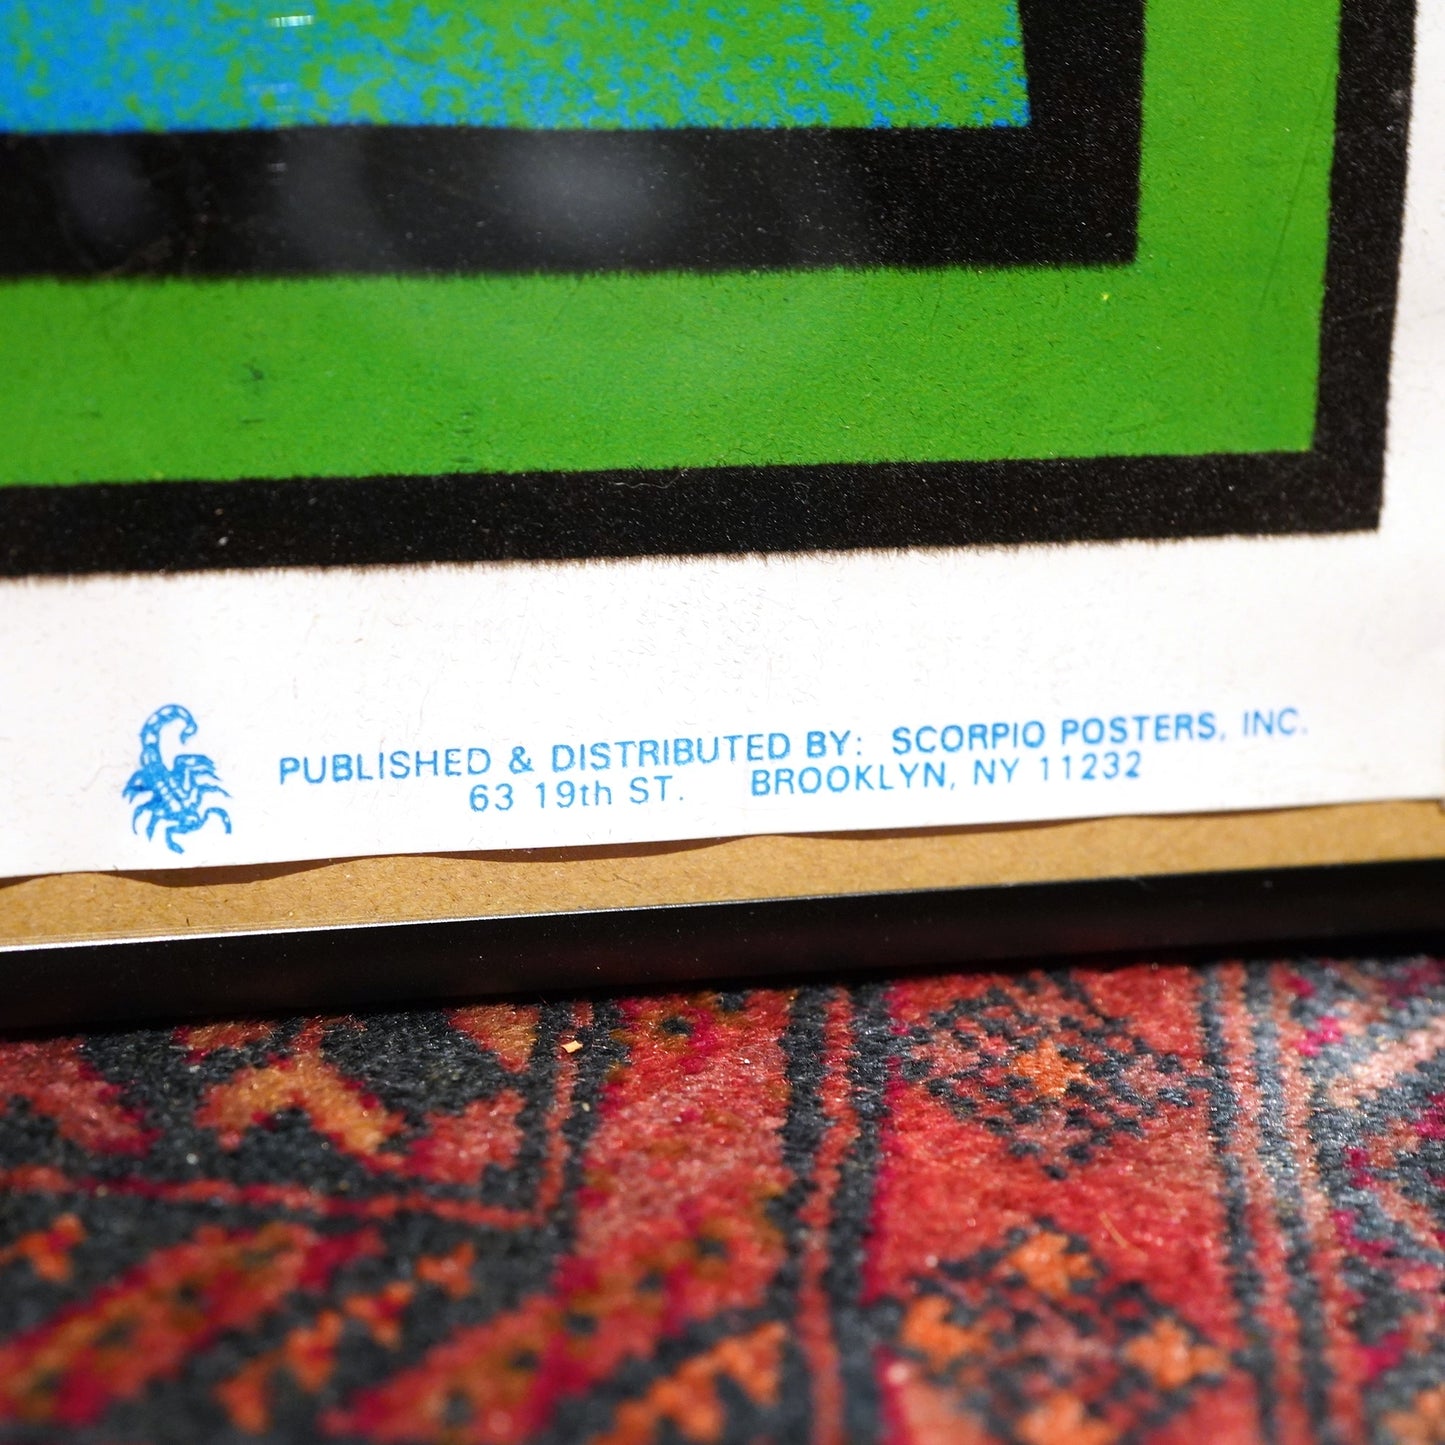 PUBLISHED & DISTRIBUTED BY: SCORPIO POSTERS, INC.
63 19th ST. BROOKLYN, NY 11232